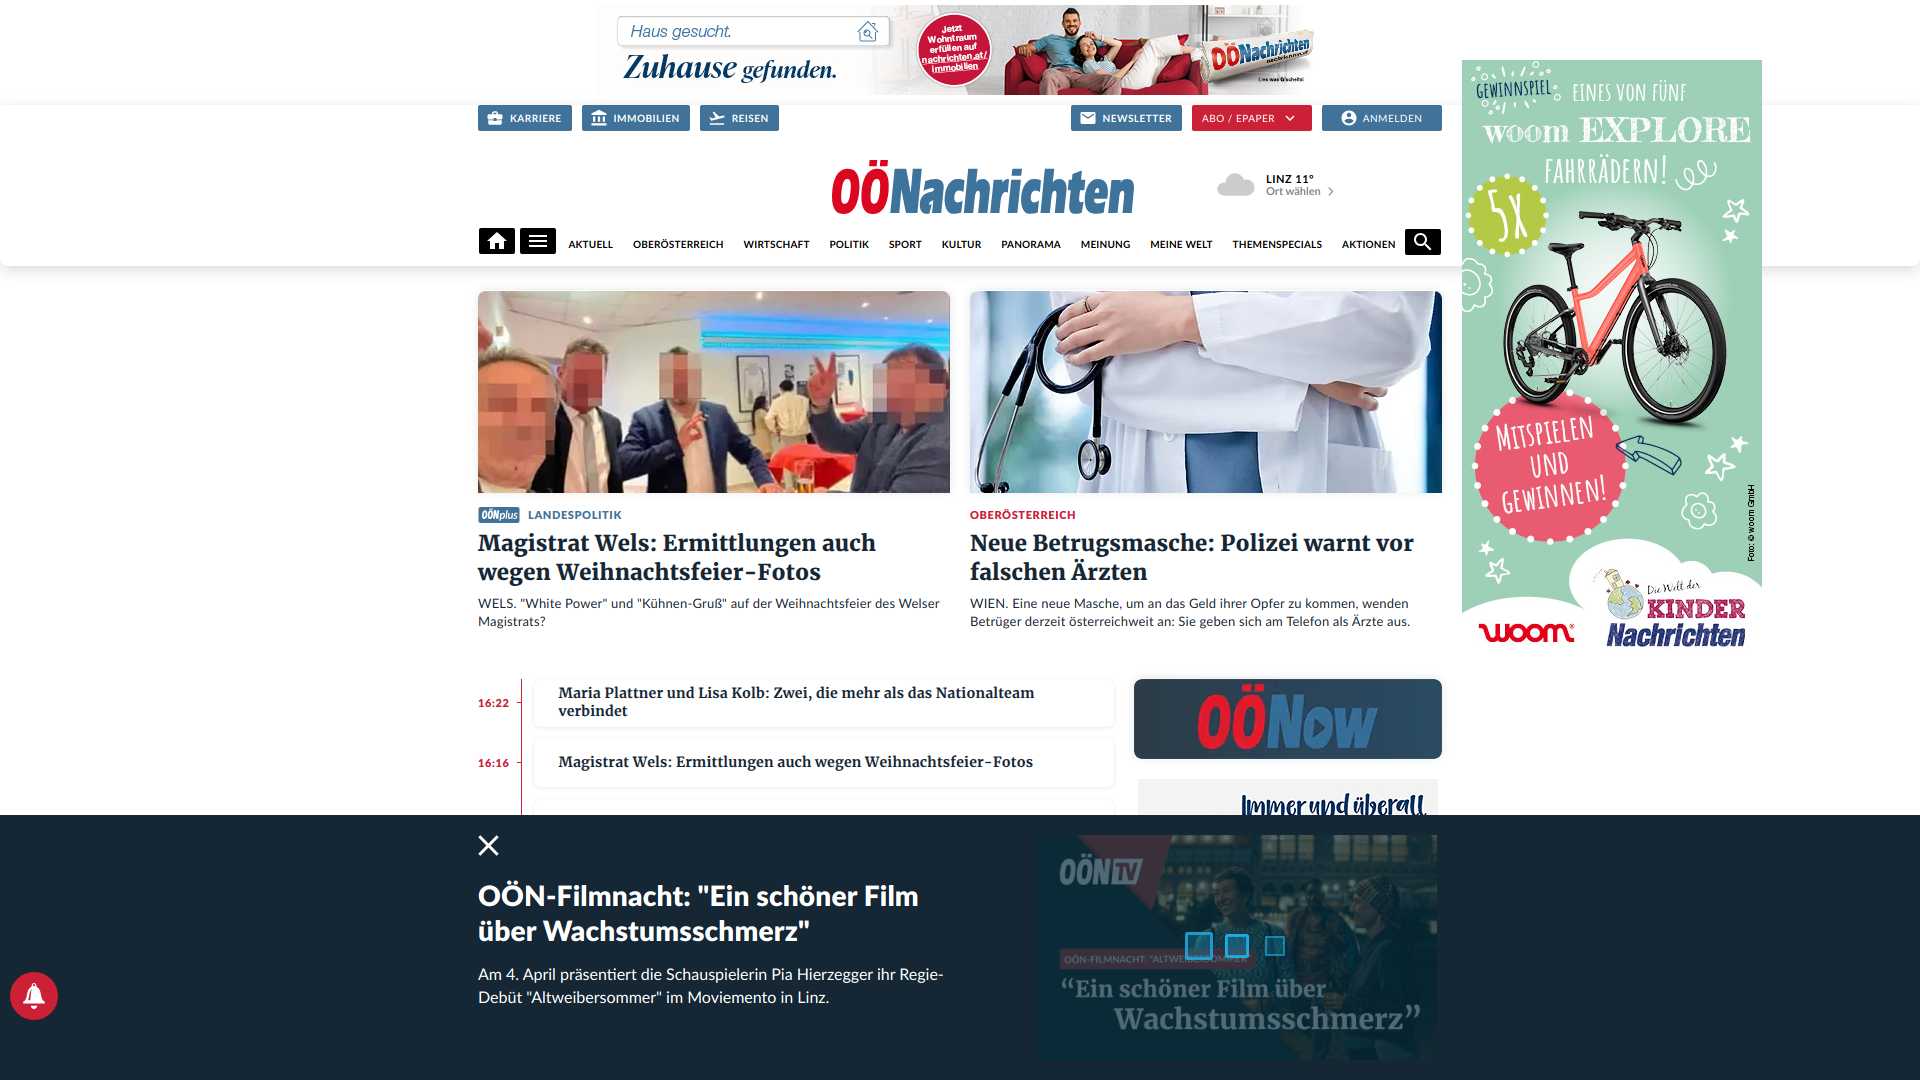 Haus gesucht.
Zuhause gefunden.
Jetzt
Wohntraum
erfüllen auf
nachrichten.at/
immobilien
OÖNachrichten
Lies was Gscheits!
KARRIERE
IMMOBILIEN
REISEN
NEWSLETTER
ABO / EPAPER
ANMELDEN
OÖNachrichten
LINZ 11°
Ort wählen
AKTUELL
OBERÖSTERREICH
WIRTSCHAFT
POLITIK
SPORT
KULTUR
PANORAMA
MEINUNG
MEINE WELT
THEMENSPECIALS
AKTIONEN
GEWINNSPIEL
EINES VON FÜNF
woom EXPLORE
FAHRRÄDERN!
5X
MITSPIELEN
UND
GEWINNEN!
Foto: © woom GmbH
Die Welt der
KINDER
Nachrichten
woom
OÖNplus LANDESPOLITIK
Magistrat Wels: Ermittlungen auch
wegen Weihnachtsfeier-Fotos
WELS. "White Power" und "Kühnen-Gruß" auf der Weihnachtsfeier des Welser
Magistrats?
OBERÖSTERREICH
Neue Betrugsmasche: Polizei warnt vor
falschen Ärzten
WIEN. Eine neue Masche, um an das Geld ihrer Opfer zu kommen, wenden
Betrüger derzeit österreichweit an: Sie geben sich am Telefon als Ärzte aus.
16:22
Maria Plattner und Lisa Kolb: Zwei, die mehr als das Nationalteam
verbindet
16:16
Magistrat Wels: Ermittlungen auch wegen Weihnachtsfeier-Fotos
OÖNow
Immer und überall
OÖN-Filmnacht: "Ein schöner Film
über Wachstumsschmerz"
Am 4. April präsentiert die Schauspielerin Pia Hierzegger ihr Regie-
Debüt "Altweibersommer" im Moviemento in Linz.
OÖN TV
OÖN-FILMNACHT: "ALTWEIBERSOMMER"
“Ein schöner Film über
Wachstumsschmerz”